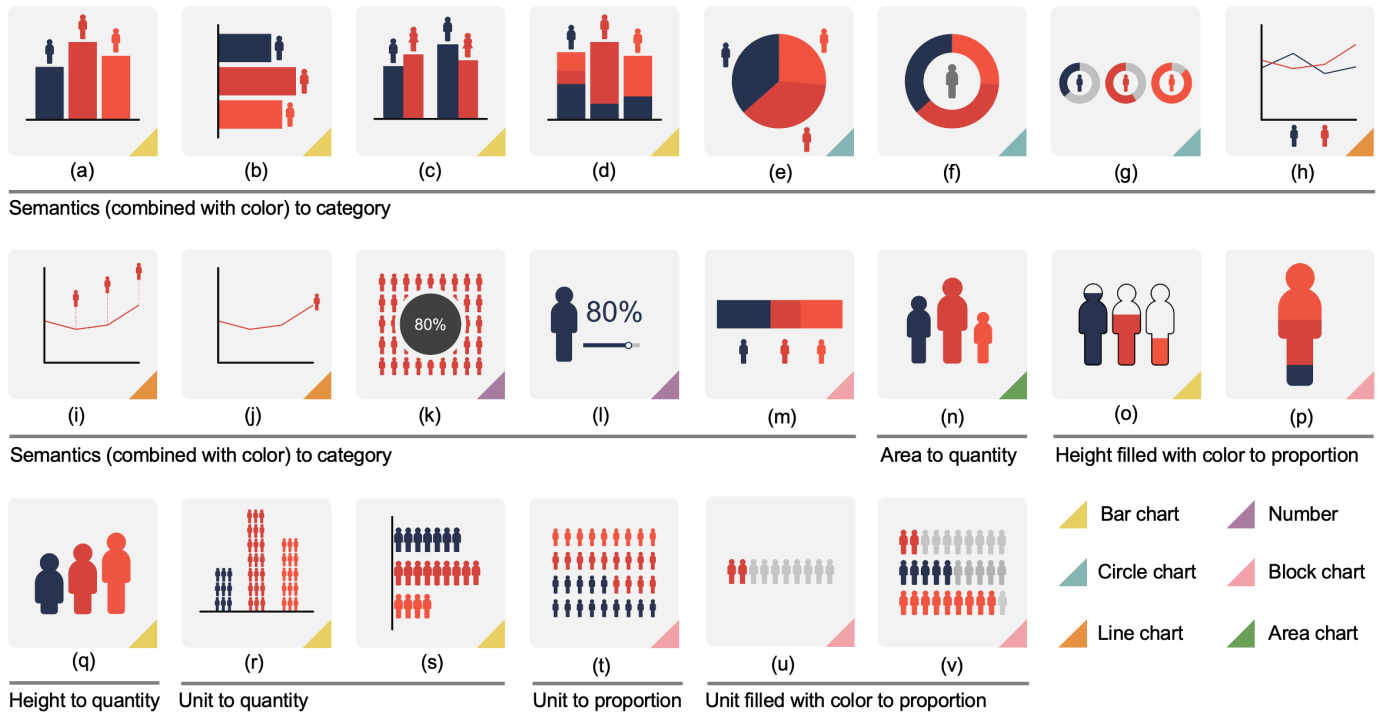 (a) (b) (c) (d) (e) (f) (g) (h)
Semantics (combined with color) to category
80%
80%
(i) (j) (k) (l) (m) (n) (o) (p)
Semantics (combined with color) to category
Area to quantity
Height filled with color to proportion
Bar chart
Number
Circle chart
Block chart
Line chart
Area chart
(q) (r) (s) (t) (u) (v)
Height to quantity
Unit to quantity
Unit to proportion
Unit filled with color to proportion